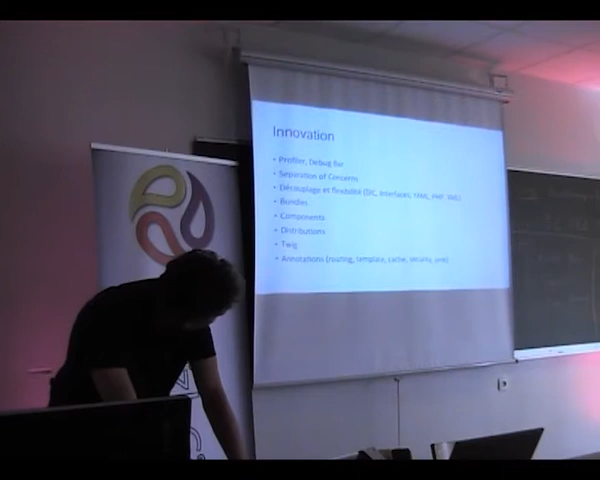 Innovation
• Profiler, Debug Bar
• Separation of Concerns
• Découplage et flexibilité (DIC, Interfaces, YAML, PHP, XML)
• Bundles
• Components
• Distributions
• Twig
• Annotations (routing, template, cache, security, orm)